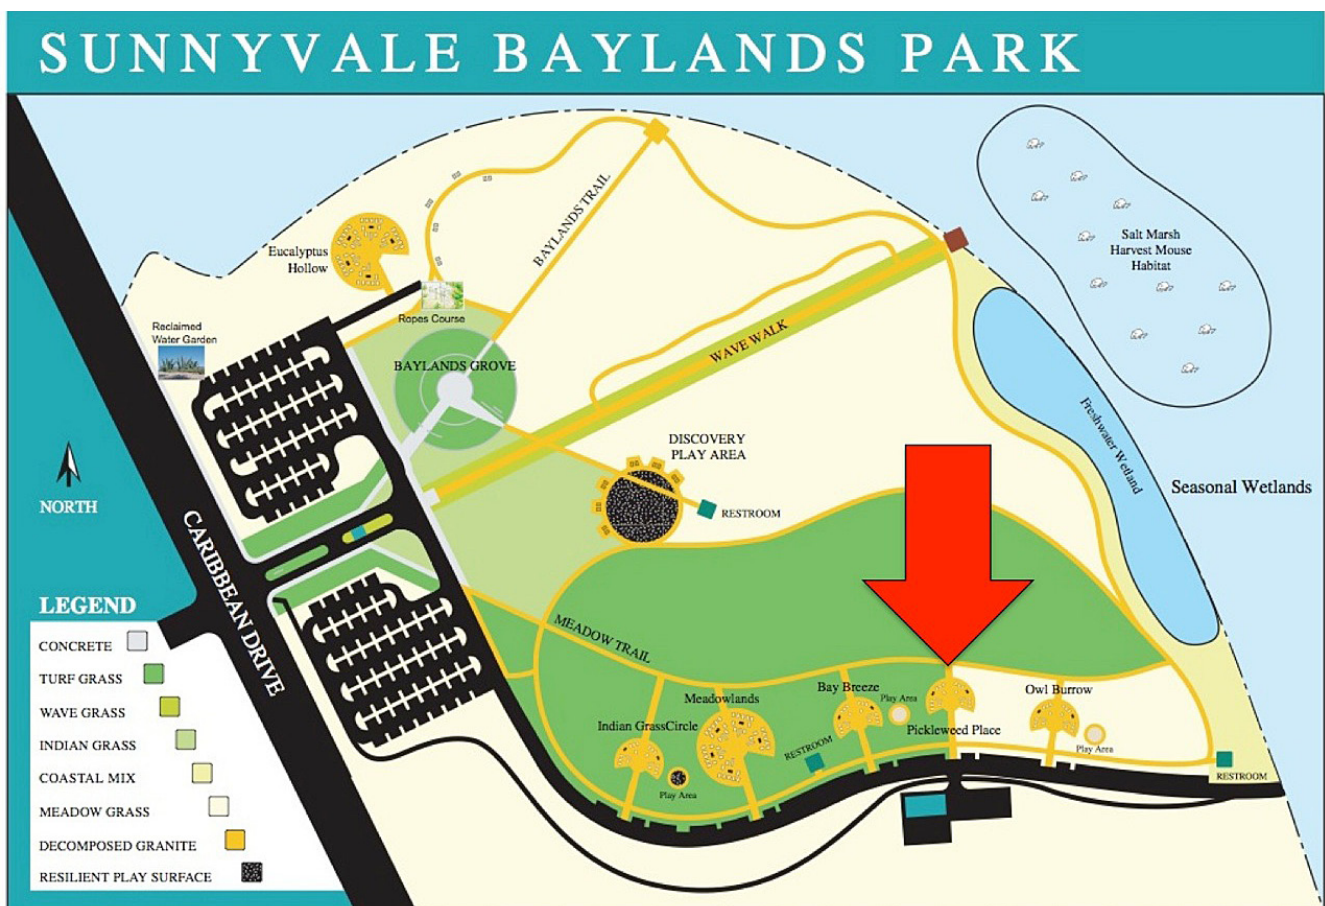 SUNNYVALE BAYLANDS PARK
Eucalyptus
Hollow
BAYLANDS TRAIL
Salt Marsh
Harvest Mouse
Habitat
Reclaimed
Water Garden
Ropes Course
BAYLANDS GROVE
WAVE WALK
DISCOVERY
PLAY AREA
RESTROOM
Freshwater Wetland
Seasonal Wetlands
NORTH
CARIBBEAN DRIVE
MEADOW TRAIL
Indian GrassCircle
Play Area
Meadowlands
RESTROOM
Bay Breeze
Play Area
Pickleweed Place
Owl Burrow
Play Area
RESTROOM
LEGEND
CONCRETE
TURF GRASS
WAVE GRASS
INDIAN GRASS
COASTAL MIX
MEADOW GRASS
DECOMPOSED GRANITE
RESILIENT PLAY SURFACE